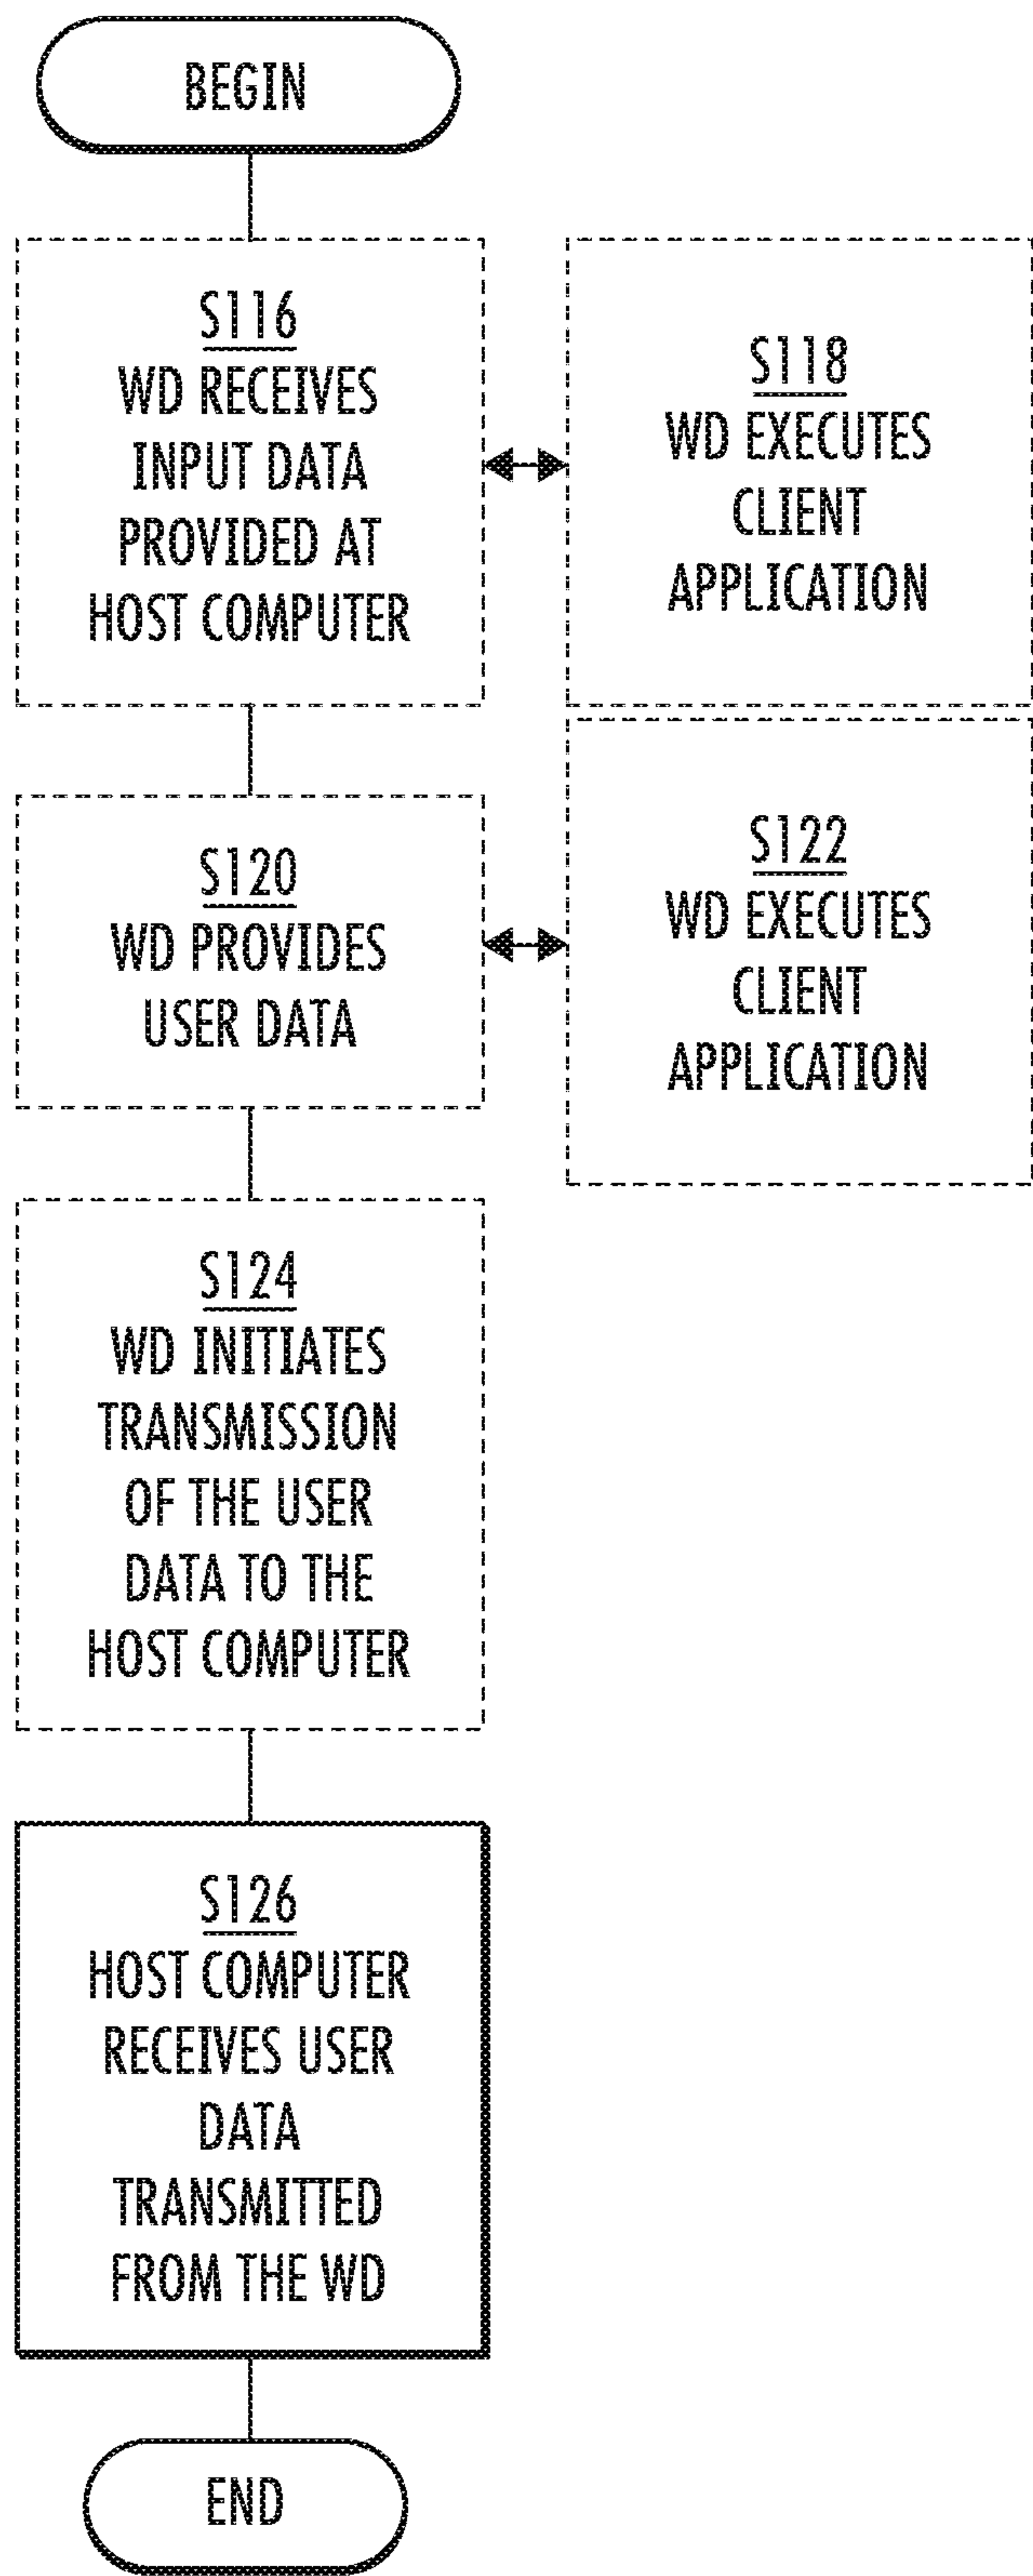 BEGIN
S116
WD RECEIVES
INPUT DATA
PROVIDED AT
HOST COMPUTER
S118
WD EXECUTES
CLIENT
APPLICATION
S120
WD PROVIDES
USER DATA
S122
WD EXECUTES
CLIENT
APPLICATION
S124
WD INITIATES
TRANSMISSION
OF THE USER
DATA TO THE
HOST COMPUTER
S126
HOST COMPUTER
RECEIVES USER
DATA
TRANSMITTED
FROM THE WD
END